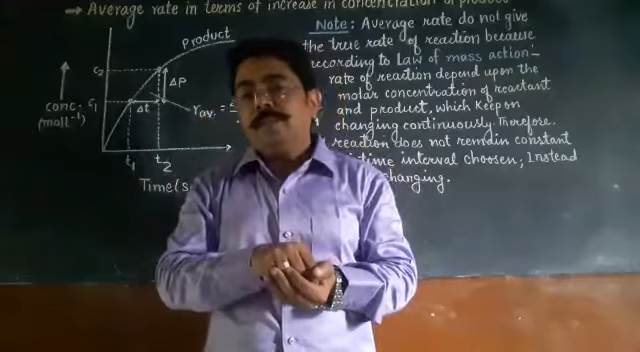 → Average rate in terms of increase in concentration of product
Product
c₂
ΔP
conc.
c₁
(mol L⁻¹)
Δt
r av. =
t₁
t₂
Time(s
Note: Average rate do not give
the true rate of reaction because
according to Law of mass action-
rate of reaction depend upon the
molar concentration of reactant
and product, which keep on
changing continuously. Therefore.
reaction does not remain constant
time interval choosen; Instead
changing.